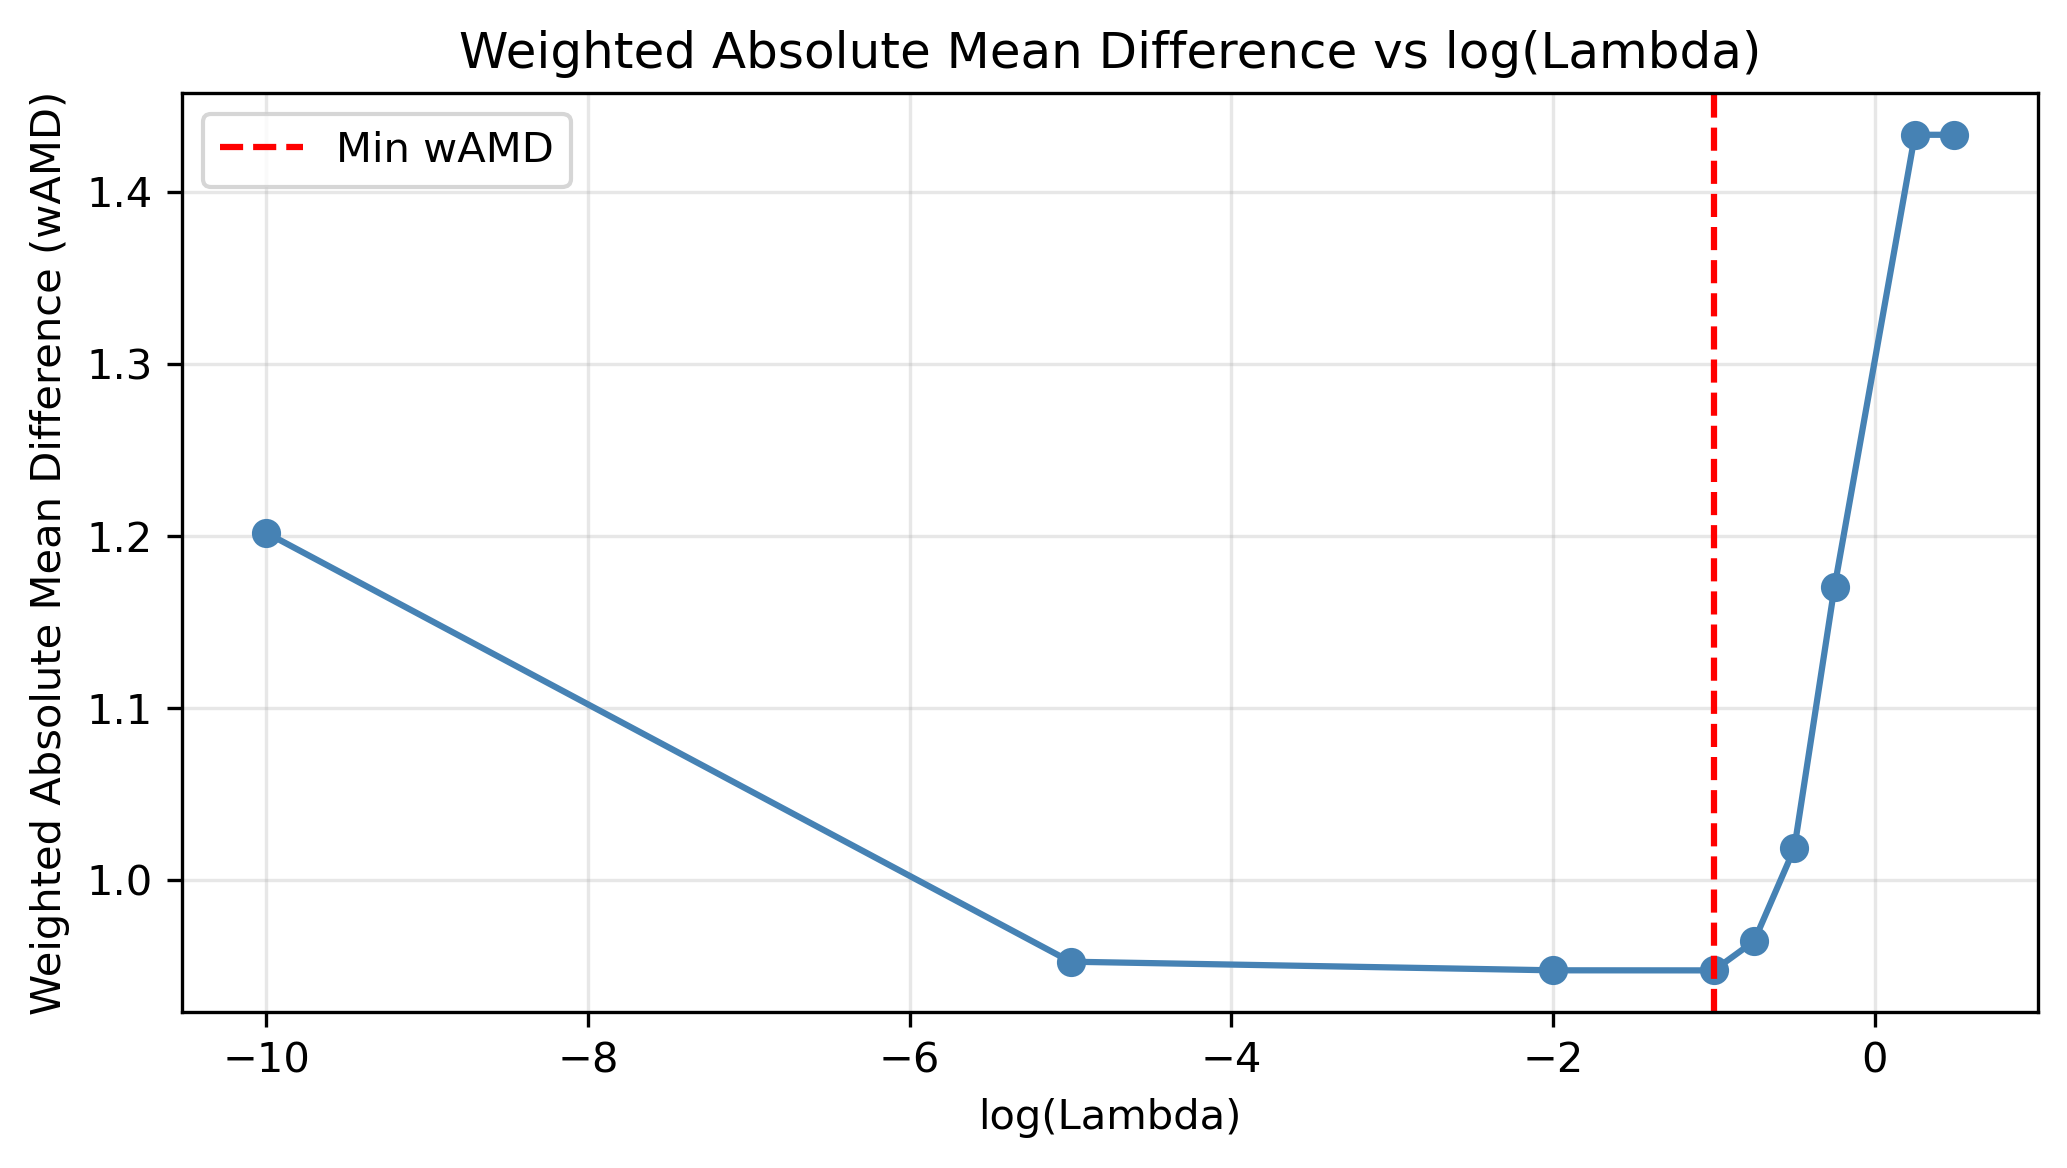 Weighted Absolute Mean Difference vs log(Lambda)
Min wAMD
Weighted Absolute Mean Difference (wAMD)
1.4
1.3
1.2
1.1
1.0
−10 −8 −6 −4 −2 0
log(Lambda)